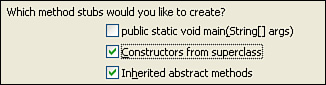 Which method stubs would you like to create?
public static void main(String[] args)
Constructors from superclass
Inherited abstract methods